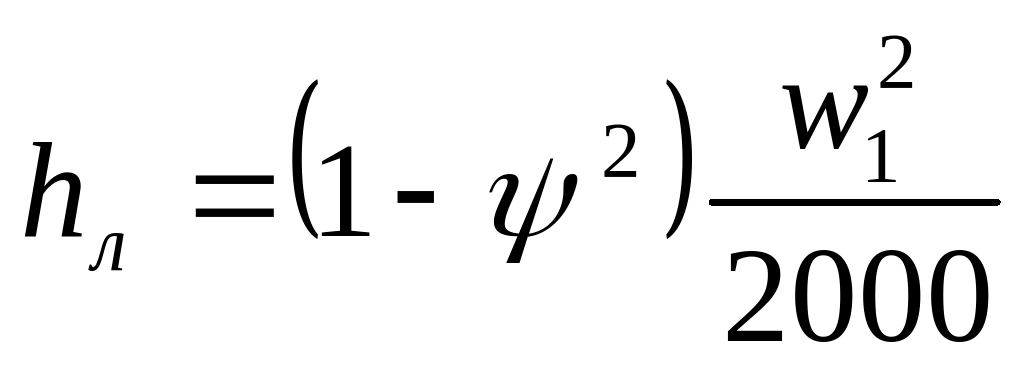 h_л = (1 - ψ²) w₁² / 2000